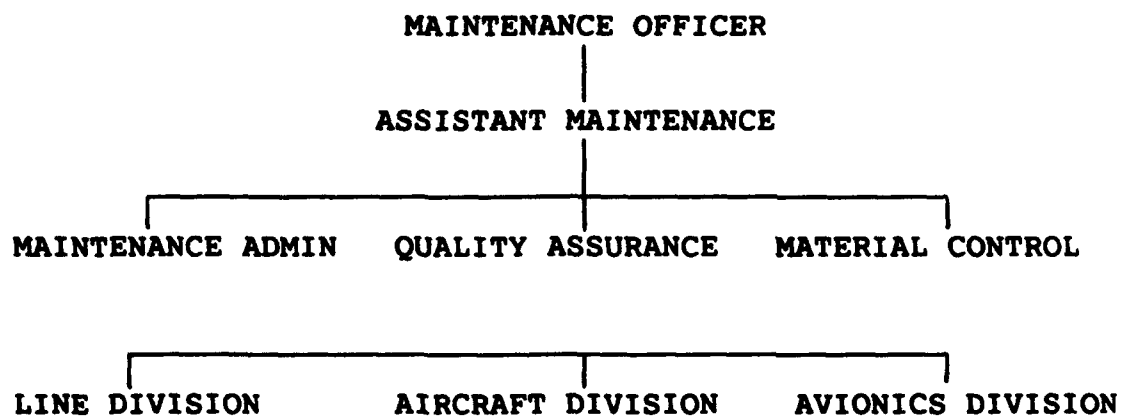 MAINTENANCE OFFICER
ASSISTANT MAINTENANCE
MAINTENANCE ADMIN QUALITY ASSURANCE MATERIAL CONTROL
LINE DIVISION AIRCRAFT DIVISION AVIONICS DIVISION